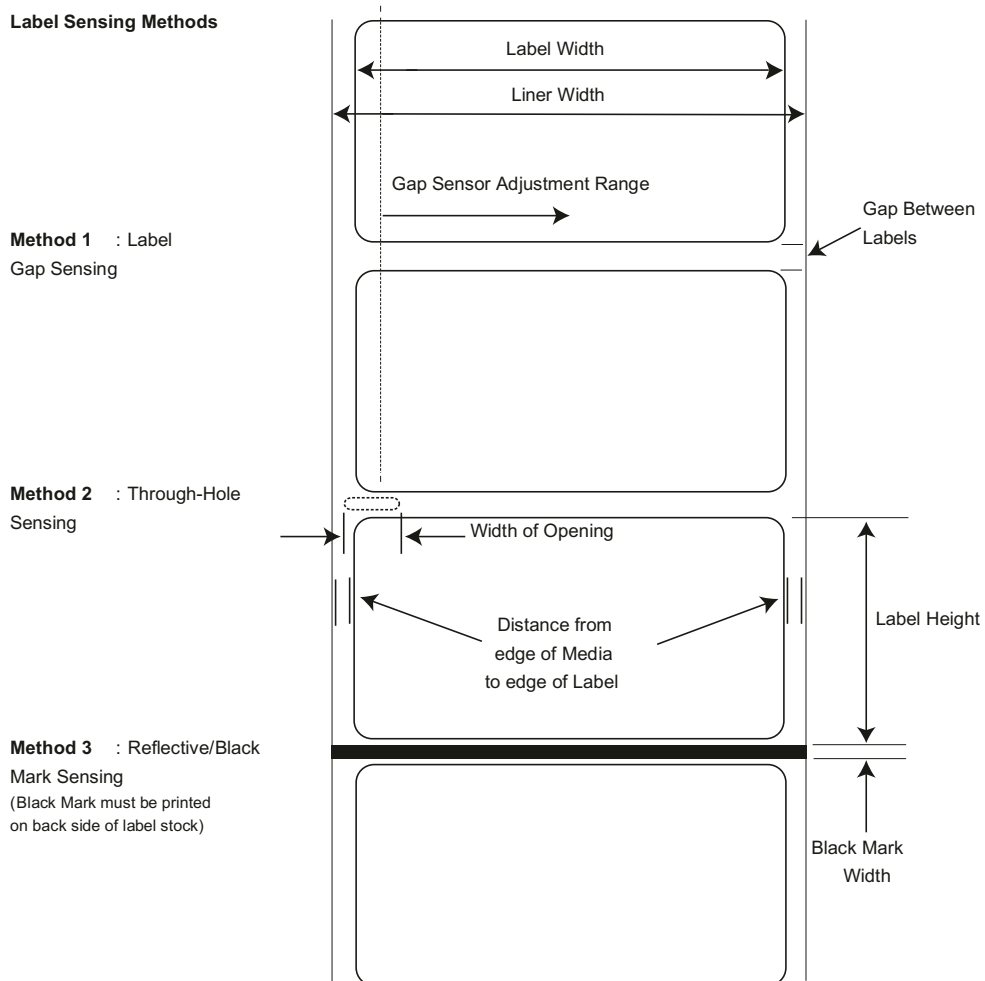 Label Sensing Methods
Label Width
Liner Width
Gap Sensor Adjustment Range
Gap Between
Labels
Method 1 : Label
Gap Sensing
Method 2 : Through-Hole
Sensing
Width of Opening
Distance from
edge of Media
to edge of Label
Label Height
Method 3 : Reflective/Black
Mark Sensing
(Black Mark must be printed
on back side of label stock)
Black Mark
Width